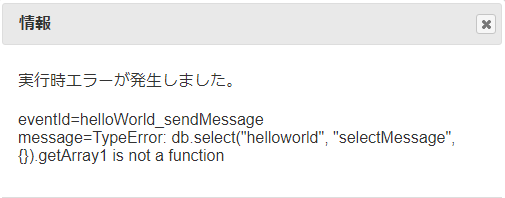 情報
実行時エラーが発生しました。
eventId=helloWorld_sendMessage
message=TypeError: db.select("helloworld", "selectMessage",
{}).getArray1 is not a function